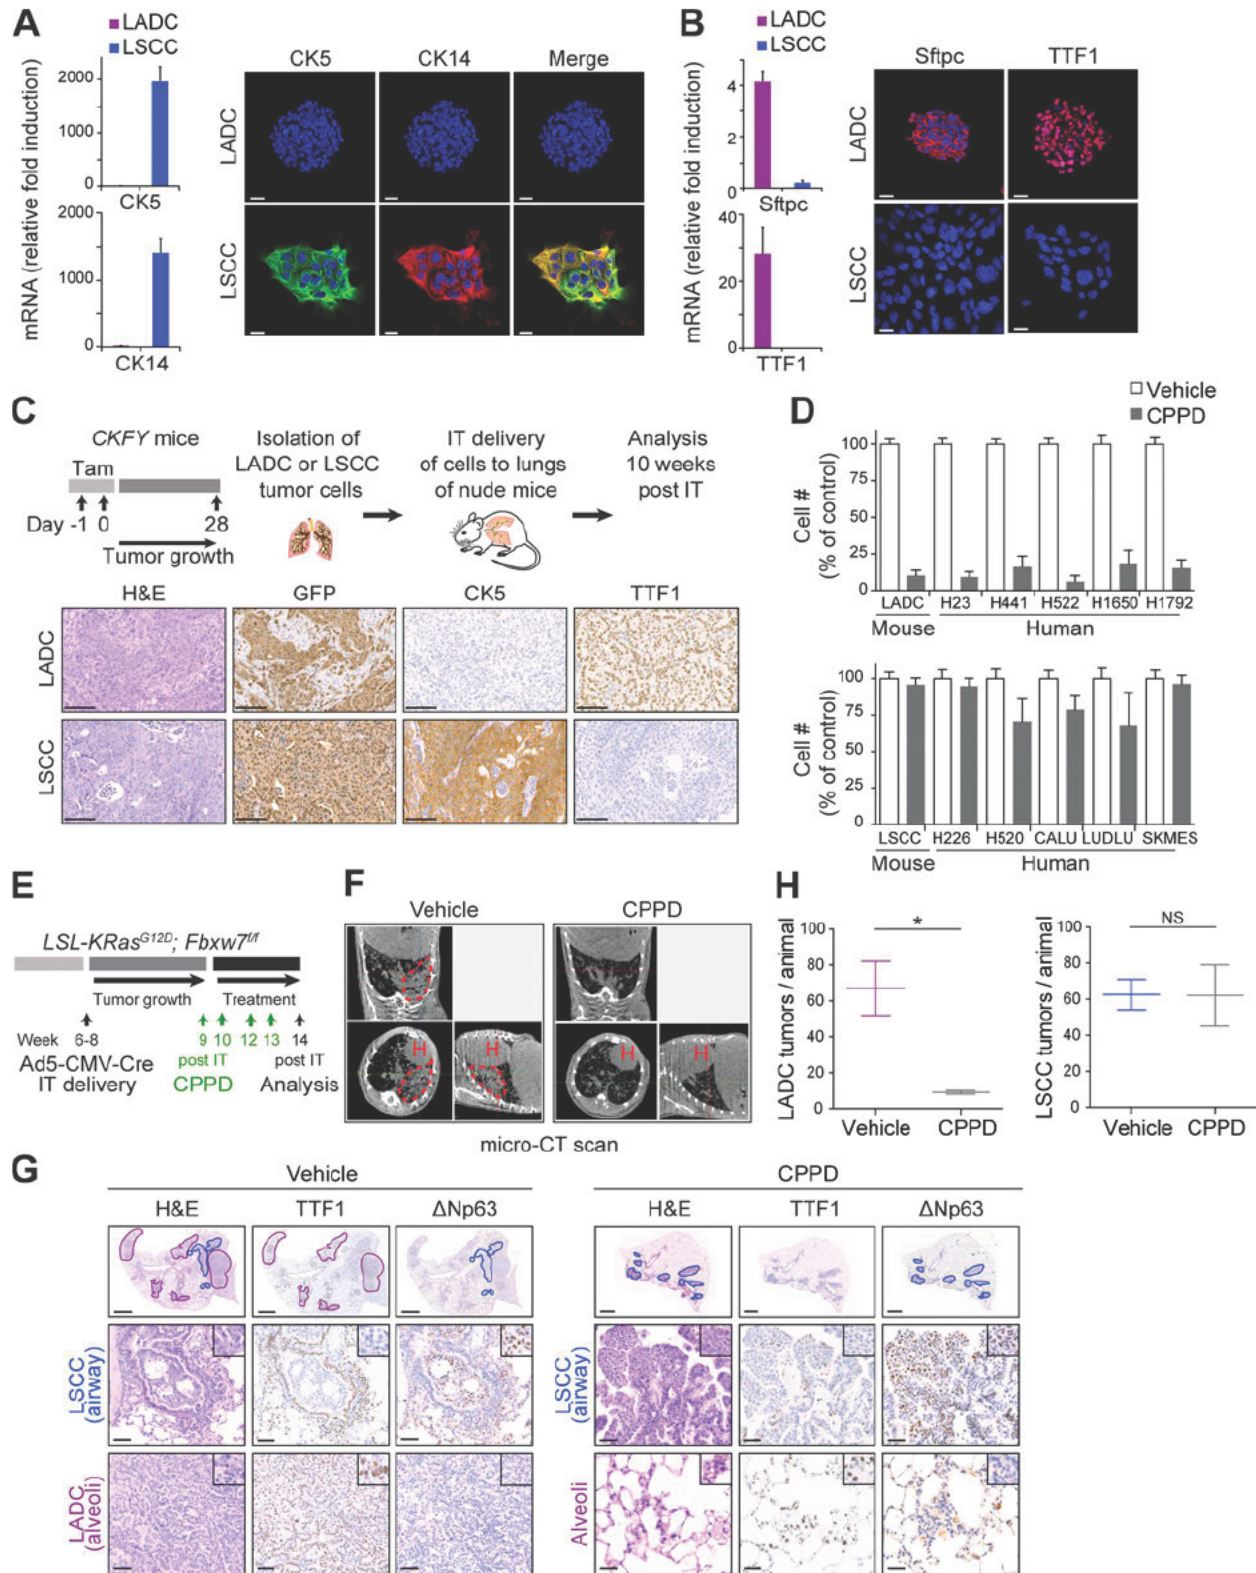 A
LADC
LSCC
mRNA (relative fold induction)
2000
1000
0
CK5
2000
1000
0
CK14
CK5 CK14 Merge
LADC
LSCC
B
LADC
LSCC
mRNA (relative fold induction)
4
2
0
Sftpc
40
20
0
TTF1
Sftpc TTF1
LADC
LSCC
C
CKFY mice
Tam
Day -1 0 28
Tumor growth
Isolation of
LADC or LSCC
tumor cells
IT delivery
of cells to lungs
of nude mice
Analysis
10 weeks
post IT
H&E GFP CK5 TTF1
LADC
LSCC
D
Vehicle
CPPD
Cell #
(% of control)
100
75
50
25
0
LADC H23 H441 H522 H1650 H1792
Mouse Human
Cell #
(% of control)
100
75
50
25
0
LSCC H226 H520 CALU LUDLU SKMES
Mouse Human
E
LSL-KRasG12D; Fbxw7f/f
Tumor growth Treatment
Week 6-8 9 10 12 13 14
post IT post IT
Ad5-CMV-Cre
IT delivery
CPPD Analysis
F
Vehicle CPPD
H H H H
micro-CT scan
H
LADC tumors / animal
100
80
60
40
20
0
*
Vehicle CPPD
LSCC tumors / animal
100
80
60
40
20
0
NS
Vehicle CPPD
G
Vehicle
H&E TTF1 ΔNp63
LSCC
(airway)
LADC
(alveoli)
CPPD
H&E TTF1 ΔNp63
LSCC
(airway)
Alveoli